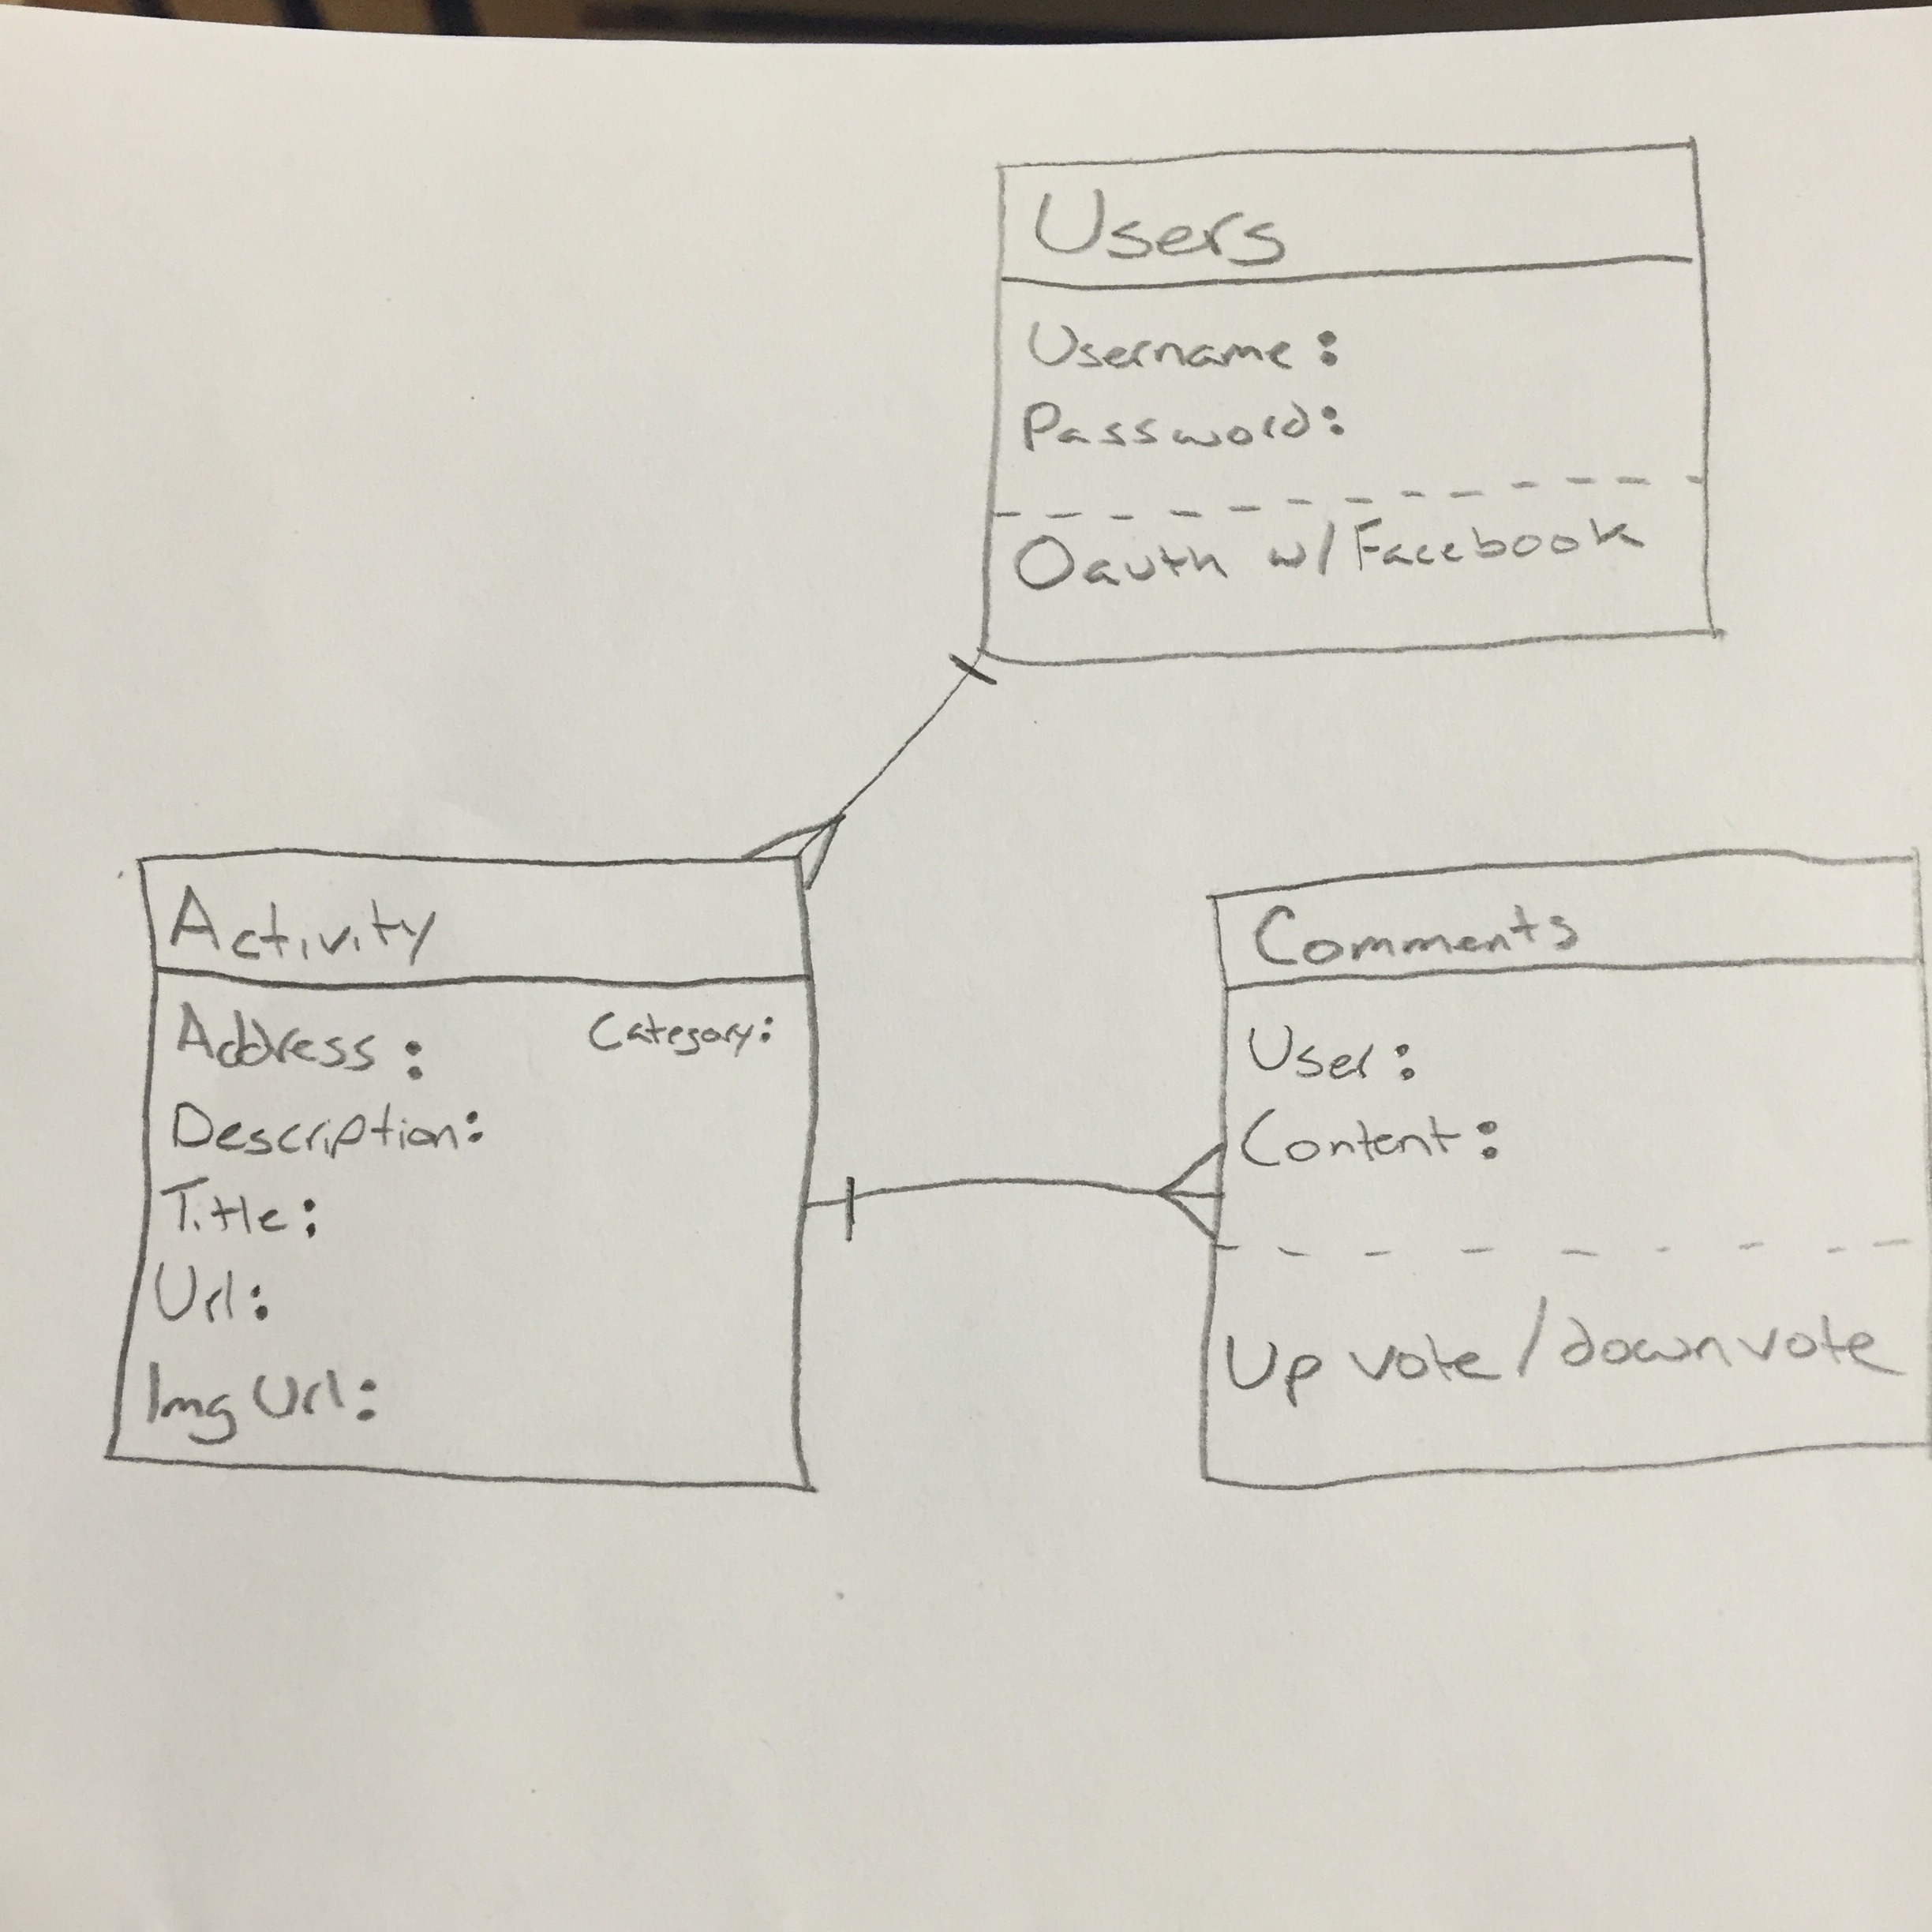 Users
Username:
Password:
Oauth w/Facebook
Activity
Address: Category:
Description:
Title:
Url:
Img Url:
Comments
User:
Content:
Up vote / down vote